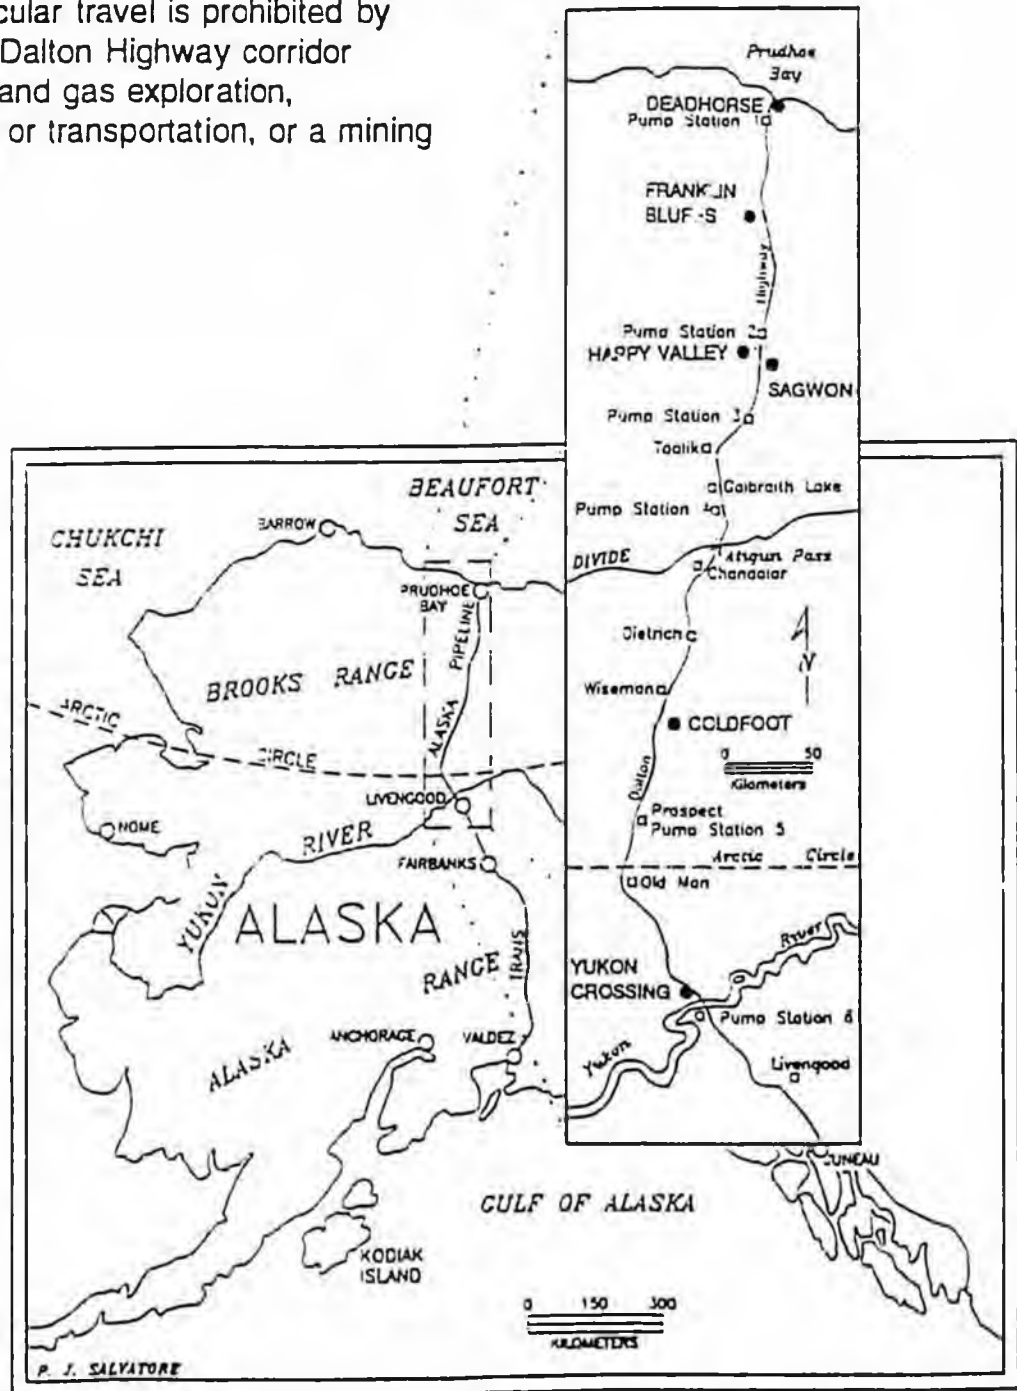 cular travel is prohibited by
Dalton Highway corridor
and gas exploration,
or transportation, or a mining
Prudhoe
Bay
DEADHORSE
Pump Station 1
FRANK IN
BLUF S
Highway
Pump Station 2
HAPPY VALLEY
SAGWON
Pump Station 3
Toolik
Galbraith Lake
Pump Station 4
DIVIDE
Atigun Pass
Chandalar
Dietrich
Wiseman
N
COLDFOOT
0 50
Kilometers
Dalton
Prospect
Pump Station 5
Arctic Circle
Old Man
River
YUKON
CROSSING
Pump Station 6
Yukon
Livengood
BEAUFORT
SEA
CHUKCHI
SEA
BARROW
PRUDHOE
BAY
PIPELINE
BROOKS RANGE
ALASKA
ARCTIC
CIRCLE
LIVENGOOD
NOME
RIVER
FAIRBANKS
YUKON
ALASKA
RANGE
TRANS
ANCHORAGE
VALDEZ
ALASKA
JUNEAU
GULF OF ALASKA
KODIAK
ISLAND
0 150 300
KILOMETERS
P. J. SALVATORE